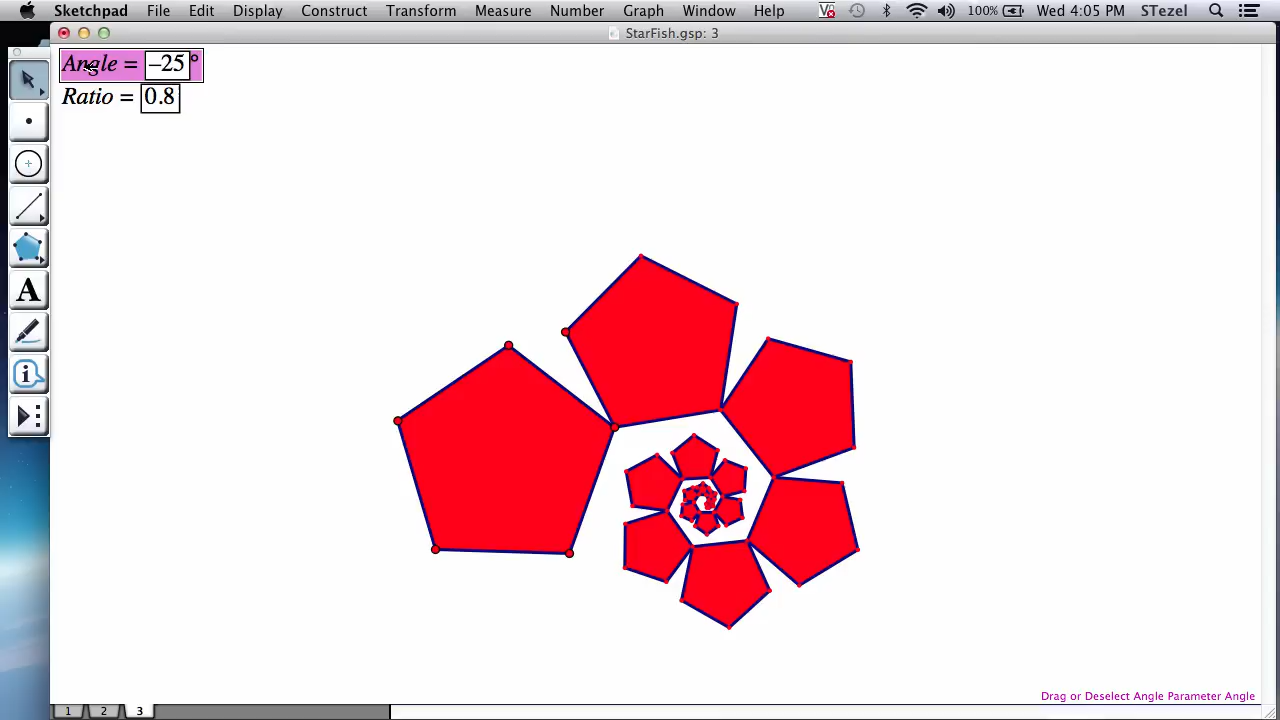 Sketchpad File Edit Display Construct Transform Measure Number Graph Window Help 100% Wed 4:05 PM STezel
StarFish.gsp: 3
Angle = –25°
Ratio = 0.8
A
i
Drag or Deselect Angle Parameter Angle
1 2 3